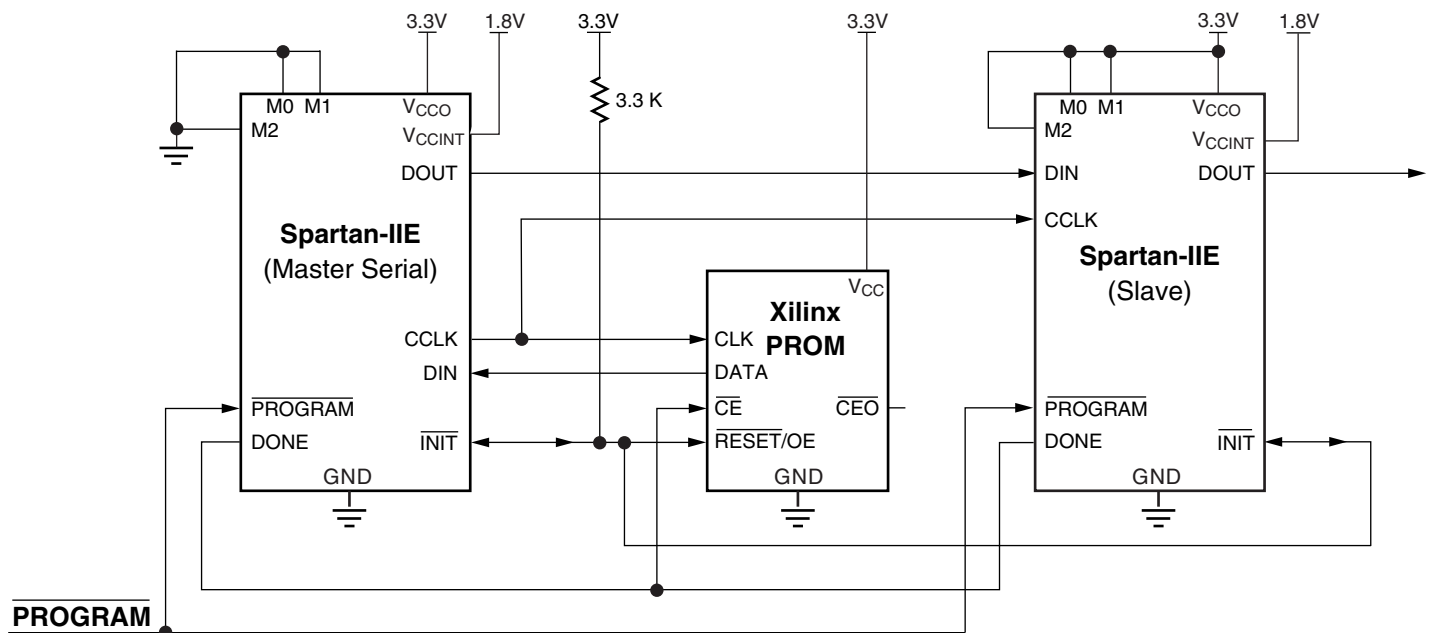 3.3V 1.8V 3.3V 3.3V 3.3V 1.8V
M0 M1 VCCO
M2
VCCINT
DOUT
Spartan-IIE
(Master Serial)
CCLK
DIN
PROGRAM
DONE INIT
GND
3.3 K
VCC
Xilinx
PROM
CLK
DATA
CE CEO
RESET/OE
GND
M0 M1 VCCO
M2
VCCINT
DIN DOUT
CCLK
Spartan-IIE
(Slave)
PROGRAM
DONE INIT
GND
PROGRAM